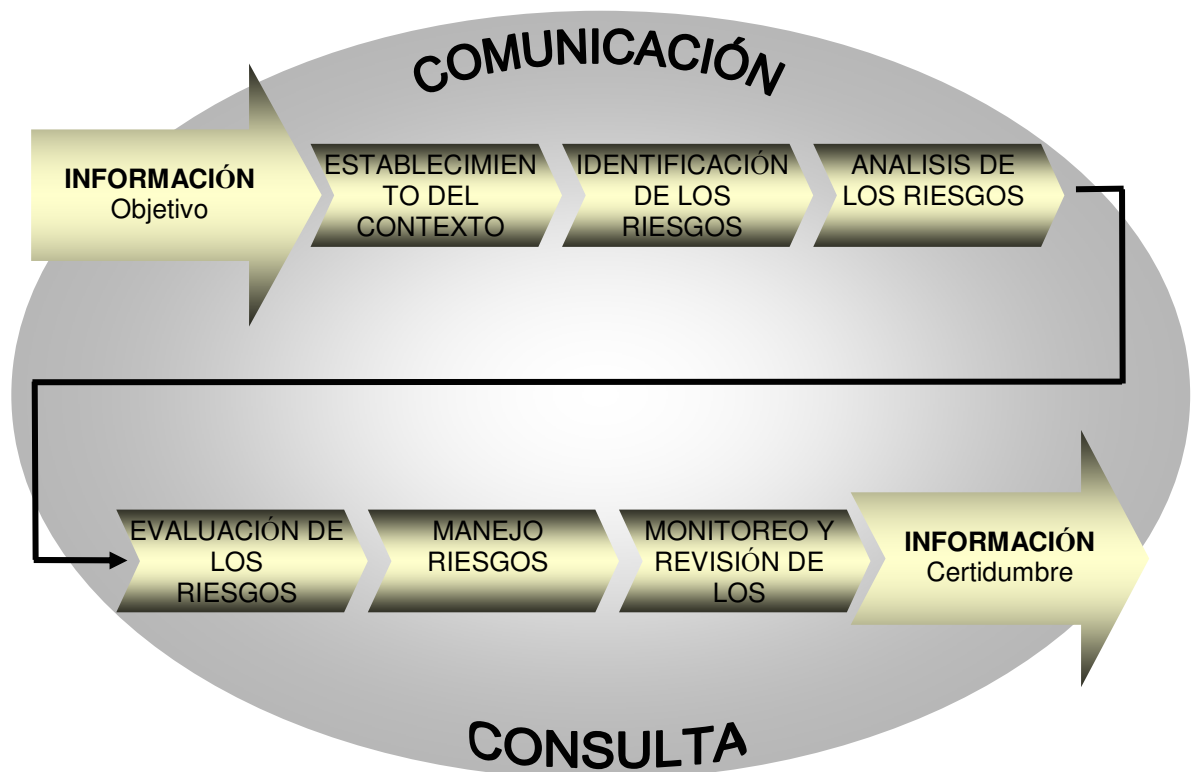 COMUNICACIÓN
INFORMACIÓN
Objetivo
ESTABLECIMIEN
TO DEL
CONTEXTO
IDENTIFICACIÓN
DE LOS
RIESGOS
ANALISIS DE
LOS RIESGOS
EVALUACIÓN DE
LOS
RIESGOS
MANEJO
RIESGOS
MONITOREO Y
REVISIÓN DE
LOS
INFORMACIÓN
Certidumbre
CONSULTA